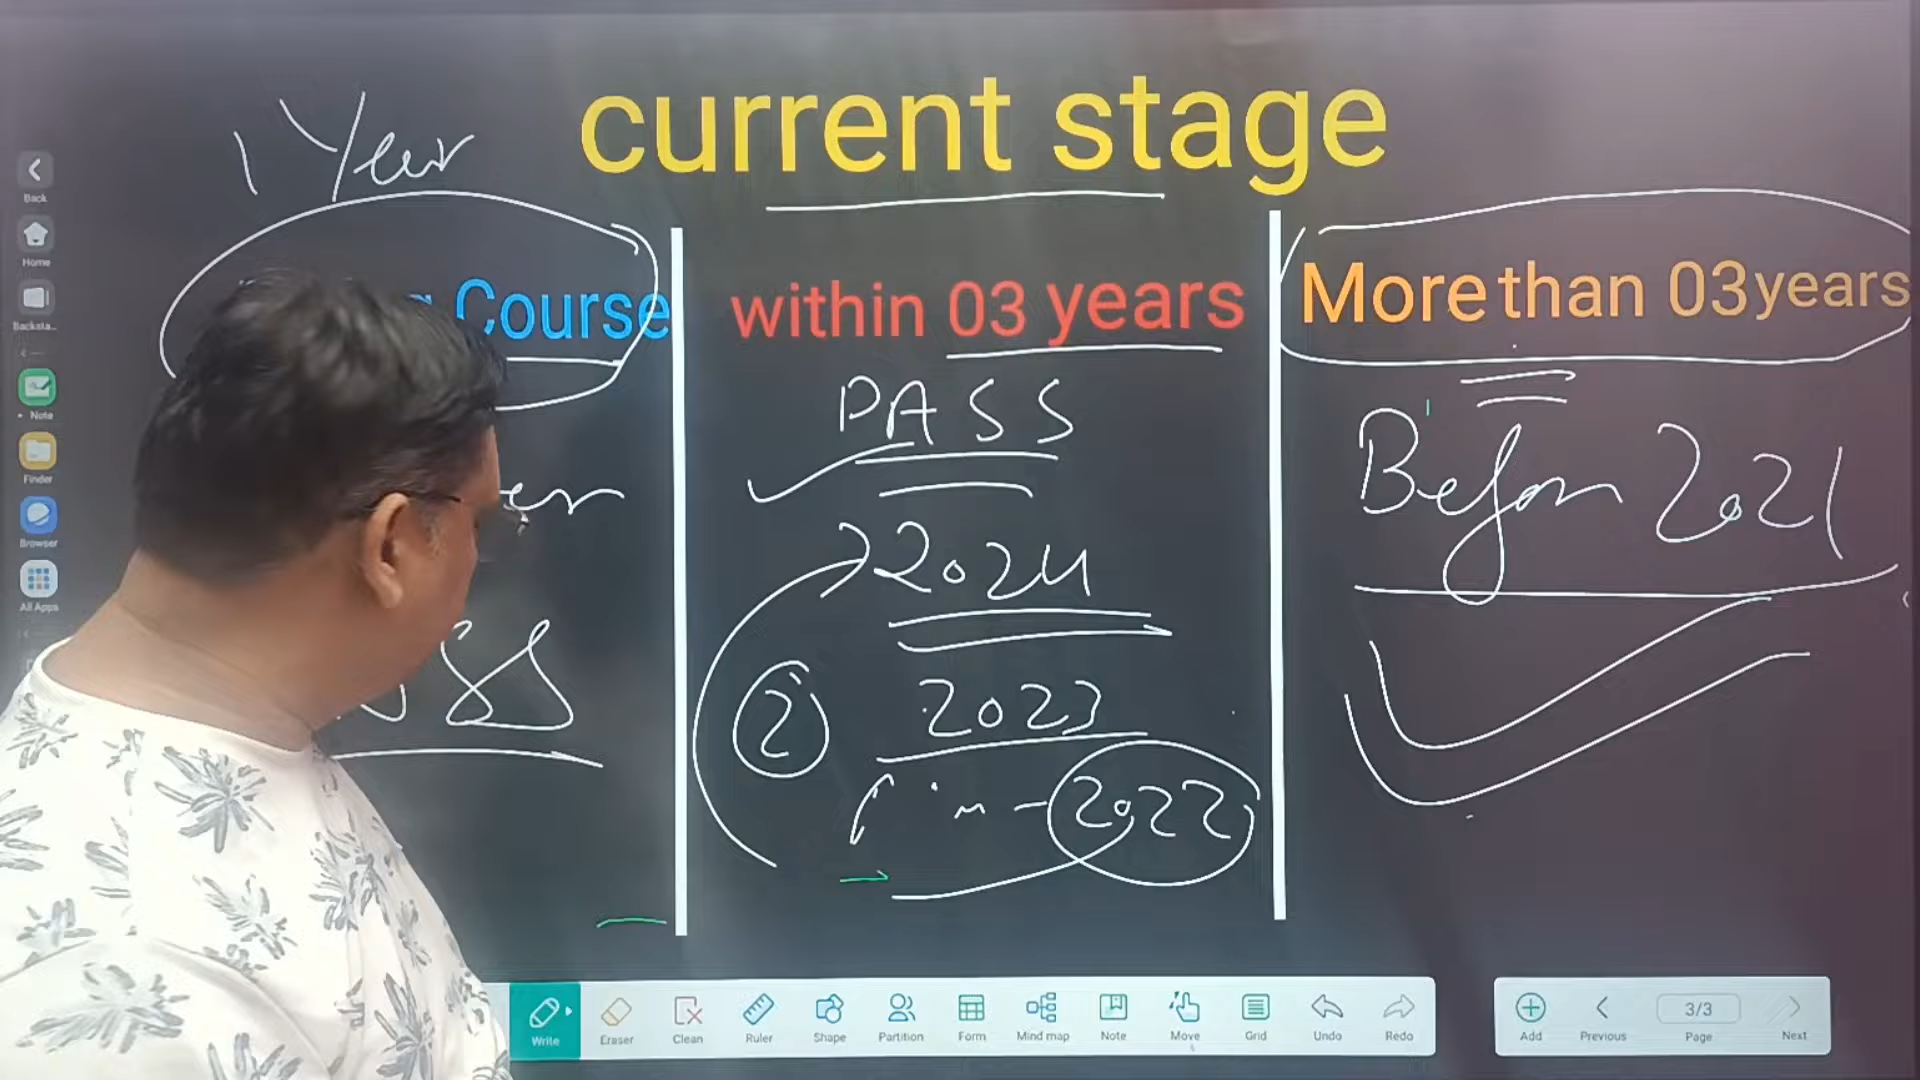 current stage
1 Year
Course
within 03 years
More than 03 years
PASS
2024
2023
2
2022
Before 2021
Back
Home
Backsta...
Note
Finder
Browser
All Apps
Write
Eraser
Clean
Ruler
Shape
Partition
Form
Mind map
Note
Move
Grid
Undo
Redo
Add
Previous
3/3
Page
Next